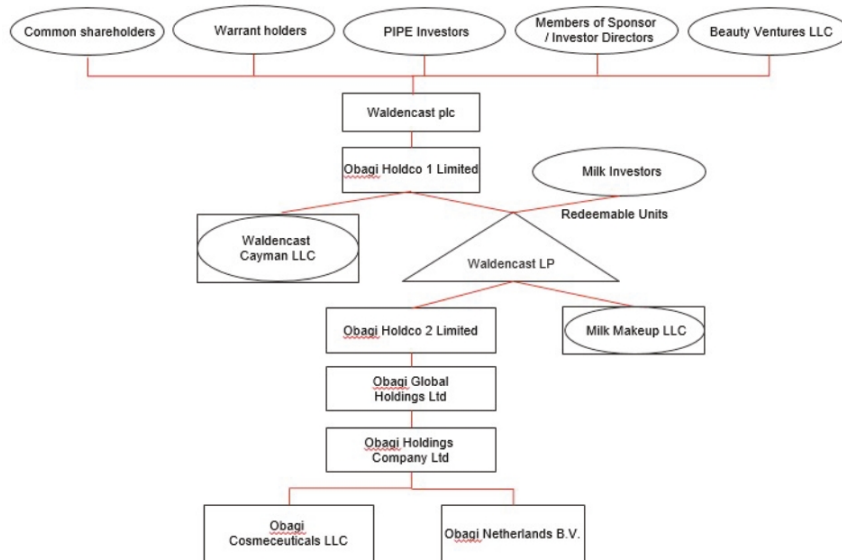 Common shareholders
Warrant holders
PIPE Investors
Members of Sponsor
/ Investor Directors
Beauty Ventures LLC
Waldencast plc
Obagi Holdco 1 Limited
Milk Investors
Redeemable Units
Waldencast
Cayman LLC
Waldencast LP
Obagi Holdco 2 Limited
Milk Makeup LLC
Obagi Global
Holdings Ltd
Obagi Holdings
Company Ltd
Obagi
Cosmeceuticals LLC
Obagi Netherlands B.V.